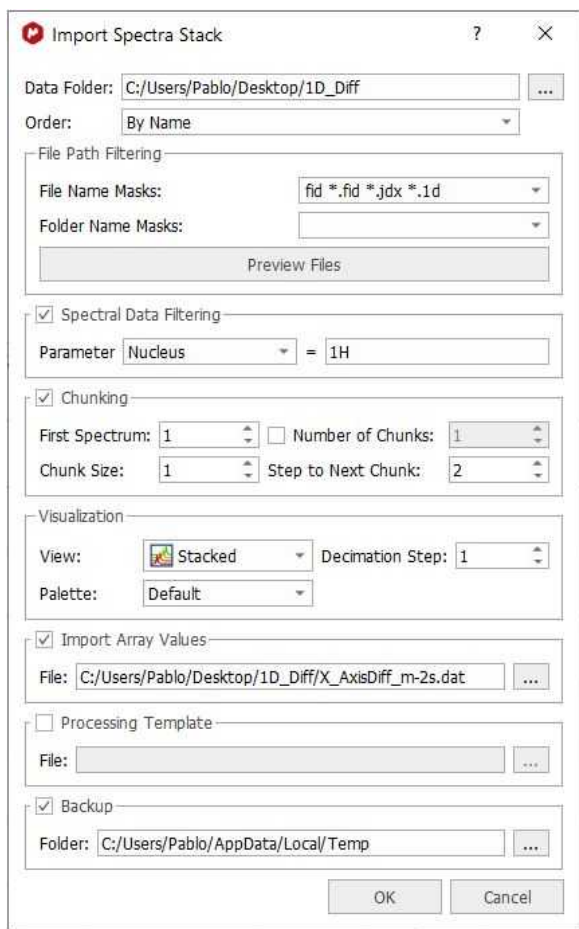 Import Spectra Stack ?
Data Folder: C:/Users/Pablo/Desktop/1D_Diff ...
Order: By Name
File Path Filtering
File Name Masks: fid *.fid *.jdx *.1d
Folder Name Masks:
Preview Files
Spectral Data Filtering
Parameter Nucleus = 1H
Chunking
First Spectrum: 1 Number of Chunks: 1
Chunk Size: 1 Step to Next Chunk: 2
Visualization
View: Stacked Decimation Step: 1
Palette: Default
Import Array Values
File: C:/Users/Pablo/Desktop/1D_Diff/X_AxisDiff_m-2s.dat ...
Processing Template
File: ...
Backup
Folder: C:/Users/Pablo/AppData/Local/Temp ...
OK Cancel